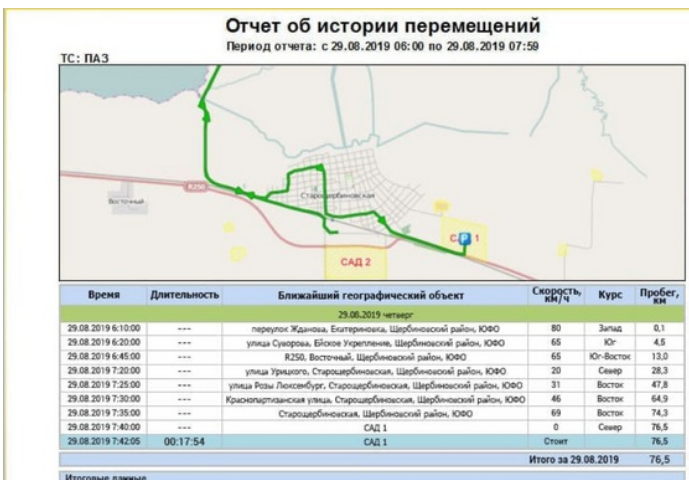 Отчет об истории перемещений
Период отчета: с 29.08.2019 06:00 по 29.08.2019 07:59
ТС: ПАЗ
R250
Восточный
Старощербиновская
САД 1
САД 2
Время Длительность Ближайший географический объект Скорость, км/ч Курс Пробег, км
29.08.2019 четверг
29.08.2019 6:10:00 --- переулок Жданова, Екатериновка, Щербиновский район, ЮФО 80 Запад 0,1
29.08.2019 6:20:00 --- улица Суворова, Ейское Укрепление, Щербиновский район, ЮФО 65 Юг 4,5
29.08.2019 6:45:00 --- R250, Восточный, Щербиновский район, ЮФО 65 Юг-Восток 13,0
29.08.2019 7:20:00 --- улица Урицкого, Старощербиновская, Щербиновский район, ЮФО 20 Север 28,3
29.08.2019 7:25:00 --- улица Розы Люксембург, Старощербиновская, Щербиновский район, ЮФО 31 Восток 47,8
29.08.2019 7:30:00 --- Краснопартизанская улица, Старощербиновская, Щербиновский район, ЮФО 46 Восток 64,9
29.08.2019 7:35:00 --- Старощербиновская, Щербиновский район, ЮФО 69 Восток 74,3
29.08.2019 7:40:00 --- САД 1 0 Север 76,5
29.08.2019 7:42:05 00:17:54 САД 1 Стоит 76,5
Итого за 29.08.2019 76,5
Итоговые данные